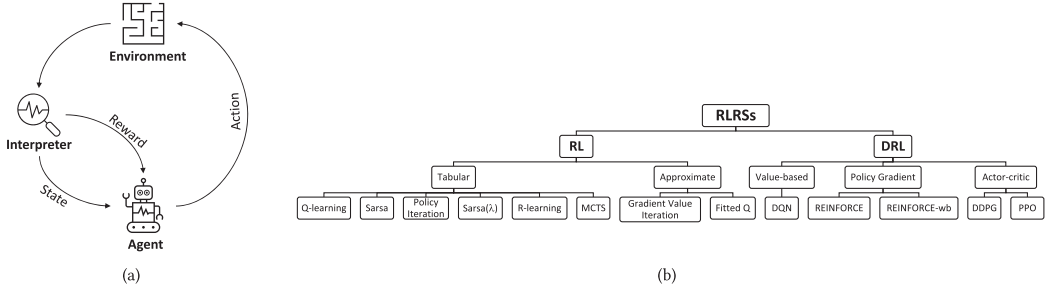 Environment
Interpreter
Reward
State
Action
Agent
(a)
RLRSs
RL
DRL
Tabular
Approximate
Value-based
Policy Gradient
Actor-critic
Q-learning
Sarsa
Policy
Iteration
Sarsa(λ)
R-learning
MCTS
Gradient Value
Iteration
Fitted Q
DQN
REINFORCE
REINFORCE-wb
DDPG
PPO
(b)